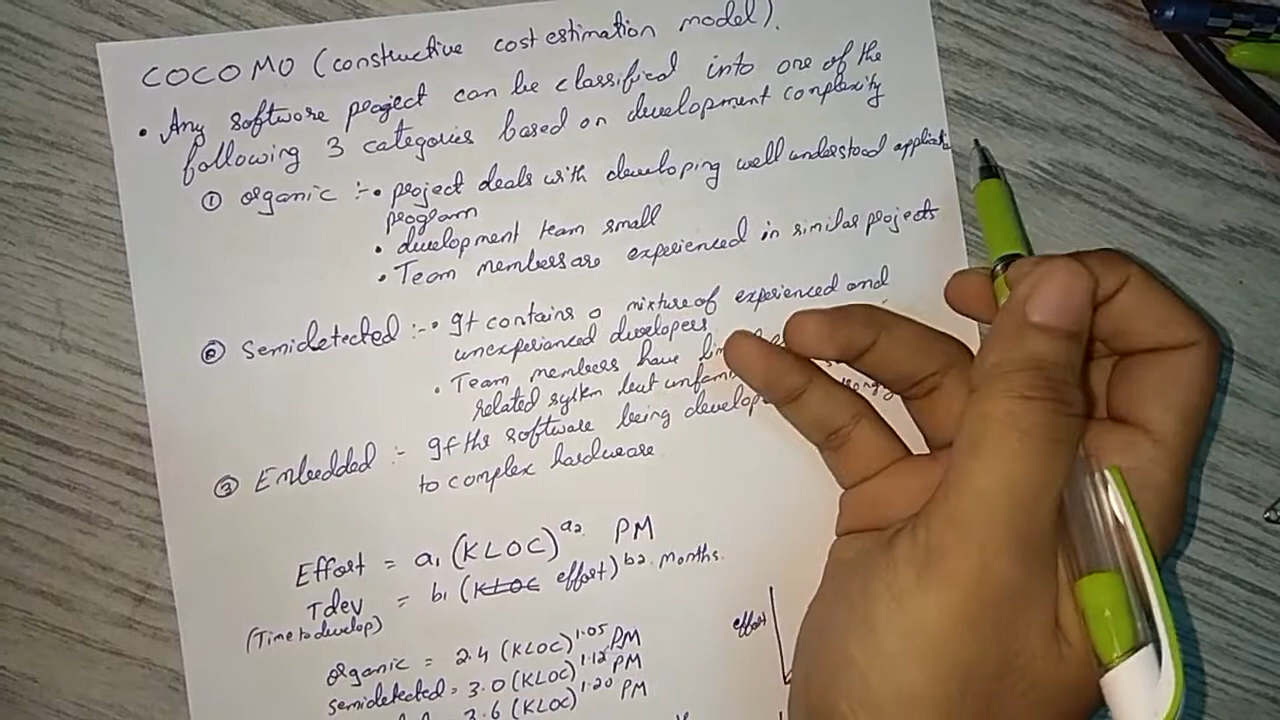 COCOMO (constructive cost estimation model).
• Any software project can be classified into one of the
following 3 categories based on development complexity
① organic :- • project deals with developing well understood
program
• development team small
• Team members are experienced in similar projects
② Semidetected :- • It contains a mixture of experienced and
unexperianced developers
• Team members have
related system but
③ Embedded :- If the software being
to complex hardware
Effort = a₁ (KLOC)^a₂ PM
Tdev = b₁ (KLOC effort)^b₂. months.
(Time to develop)
effort
organic = 2.4 (KLOC)^1.05 PM
semidetected = 3.0 (KLOC)^1.12 PM
3.6 (KLOC)^1.20 PM